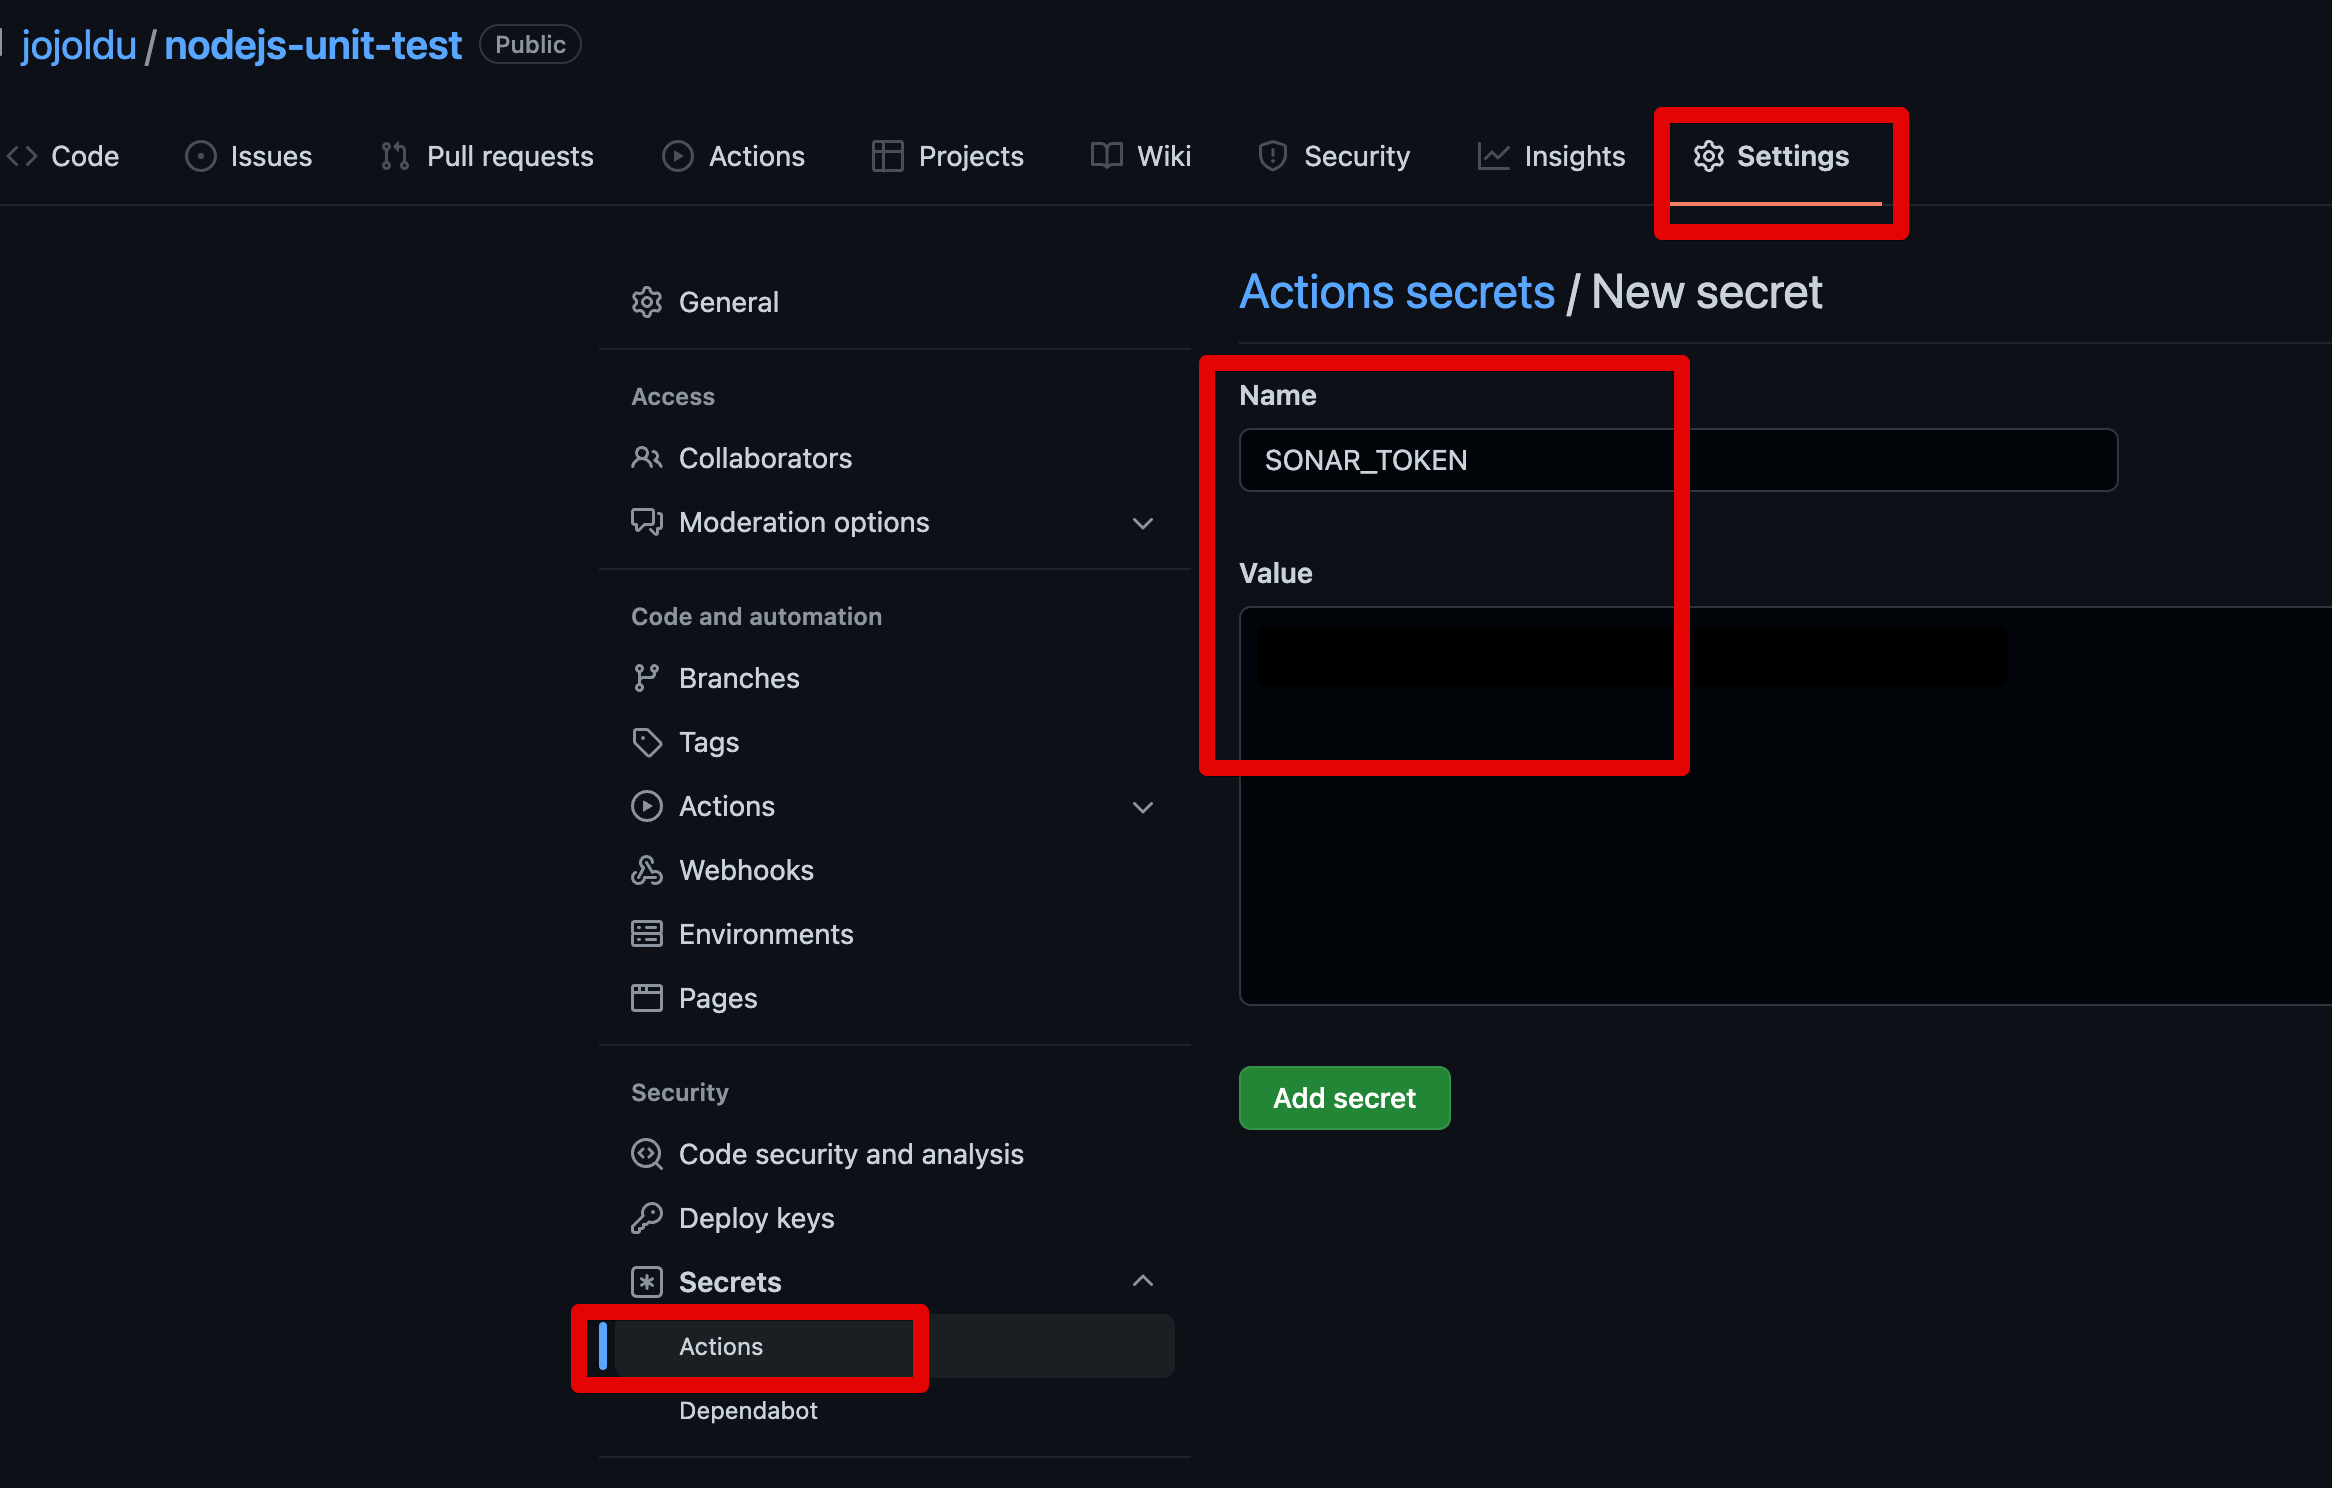 jojoldu / nodejs-unit-test Public
Code Issues Pull requests Actions Projects Wiki Security Insights Settings
General
Access
Collaborators
Moderation options
Code and automation
Branches
Tags
Actions
Webhooks
Environments
Pages
Security
Code security and analysis
Deploy keys
Secrets
Actions
Dependabot
Actions secrets / New secret
Name
SONAR_TOKEN
Value
Add secret